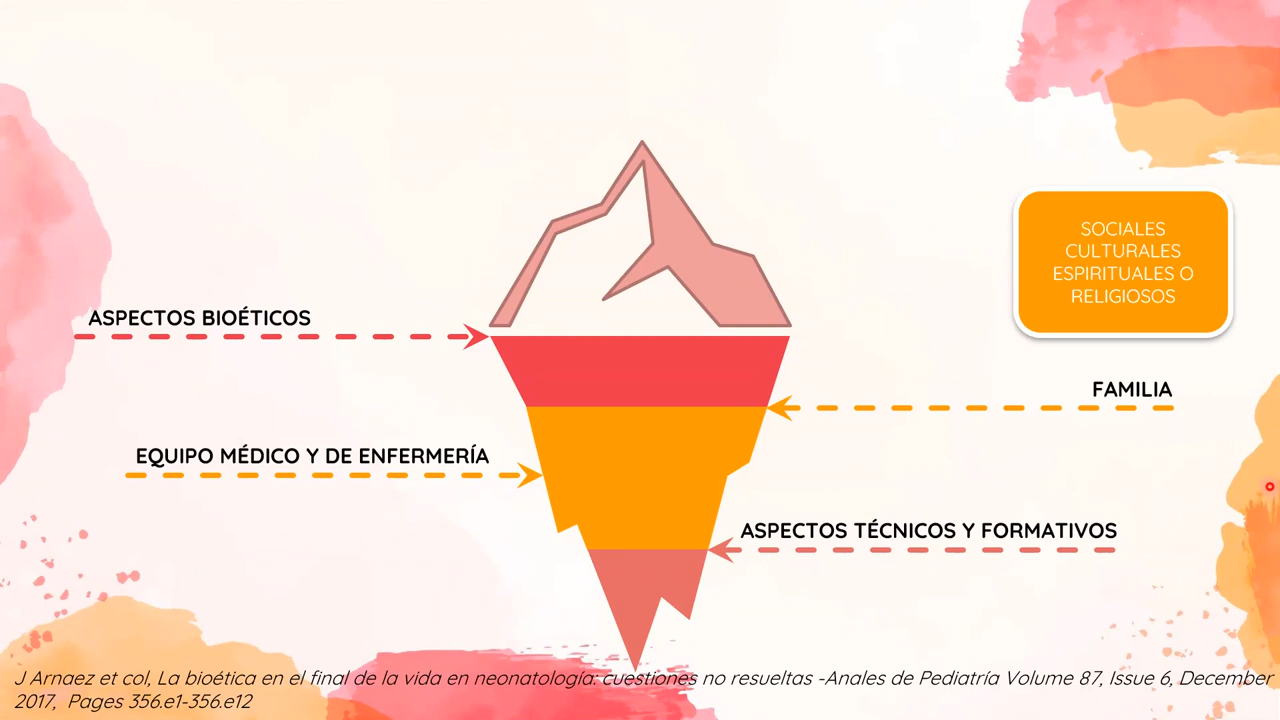 SOCIALES
CULTURALES
ESPIRITUALES O
RELIGIOSOS
ASPECTOS BIOÉTICOS
FAMILIA
EQUIPO MÉDICO Y DE ENFERMERÍA
ASPECTOS TÉCNICOS Y FORMATIVOS
J Arnaez et col, La bioética en el final de la vida en neonatología: cuestiones no resueltas -Anales de Pediatría Volume 87, Issue 6, December
2017, Pages 356.e1-356.e12